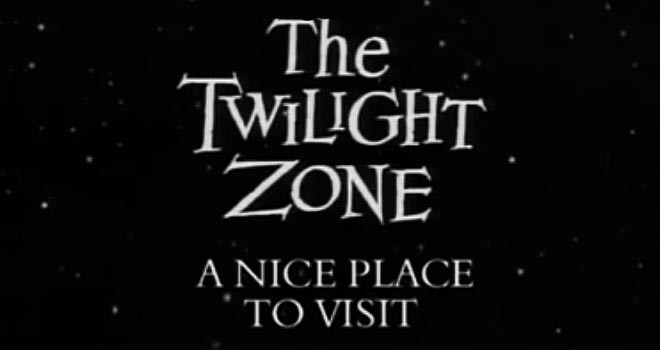 The
TWiLiGHT
ZONE
A NICE PLACE
TO VISIT